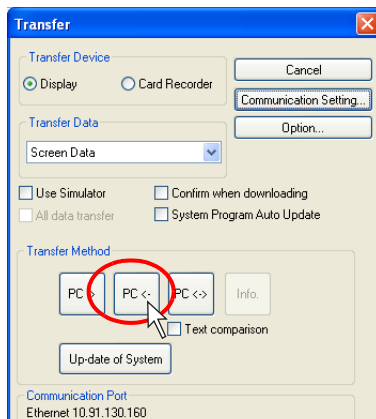 Transfer
Transfer Device
Display Card Recorder
Cancel
Communication Setting...
Transfer Data
Option...
Screen Data
Use Simulator Confirm when downloading
All data transfer System Program Auto Update
Transfer Method
PC -> PC <- PC <-> Info.
Text comparison
Up-date of System
Communication Port
Ethernet 10.91.130.160